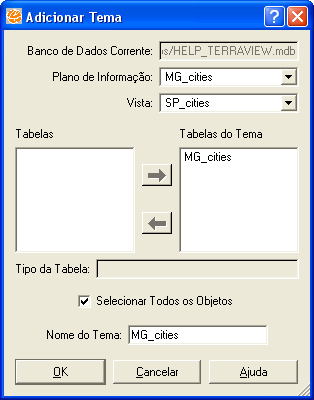 Adicionar Tema
Banco de Dados Corrente: os/HELP_TERRAVIEW.mdb
Plano de Informação: MG_cities
Vista: SP_cities
Tabelas Tabelas do Tema
MG_cities
Tipo da Tabela:
Selecionar Todos os Objetos
Nome do Tema: MG_cities
OK Cancelar Ajuda